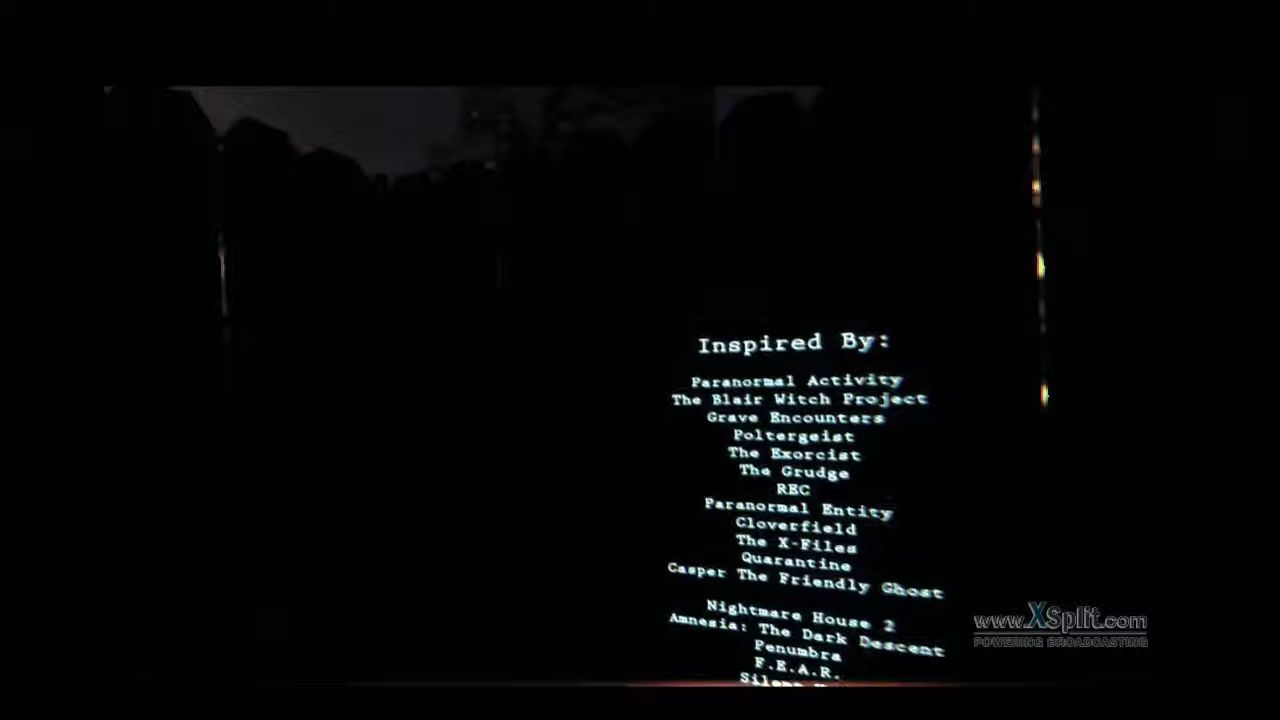 Inspired By:
Paranormal Activity
The Blair Witch Project
Grave Encounters
Poltergeist
The Exorcist
The Grudge
REC
Paranormal Entity
Cloverfield
The X-Files
Quarantine
Casper The Friendly Ghost
Nightmare House 2
Amnesia: The Dark Descent
Penumbra
F.E.A.R.
www.XSplit.com
POWERING BROADCASTING